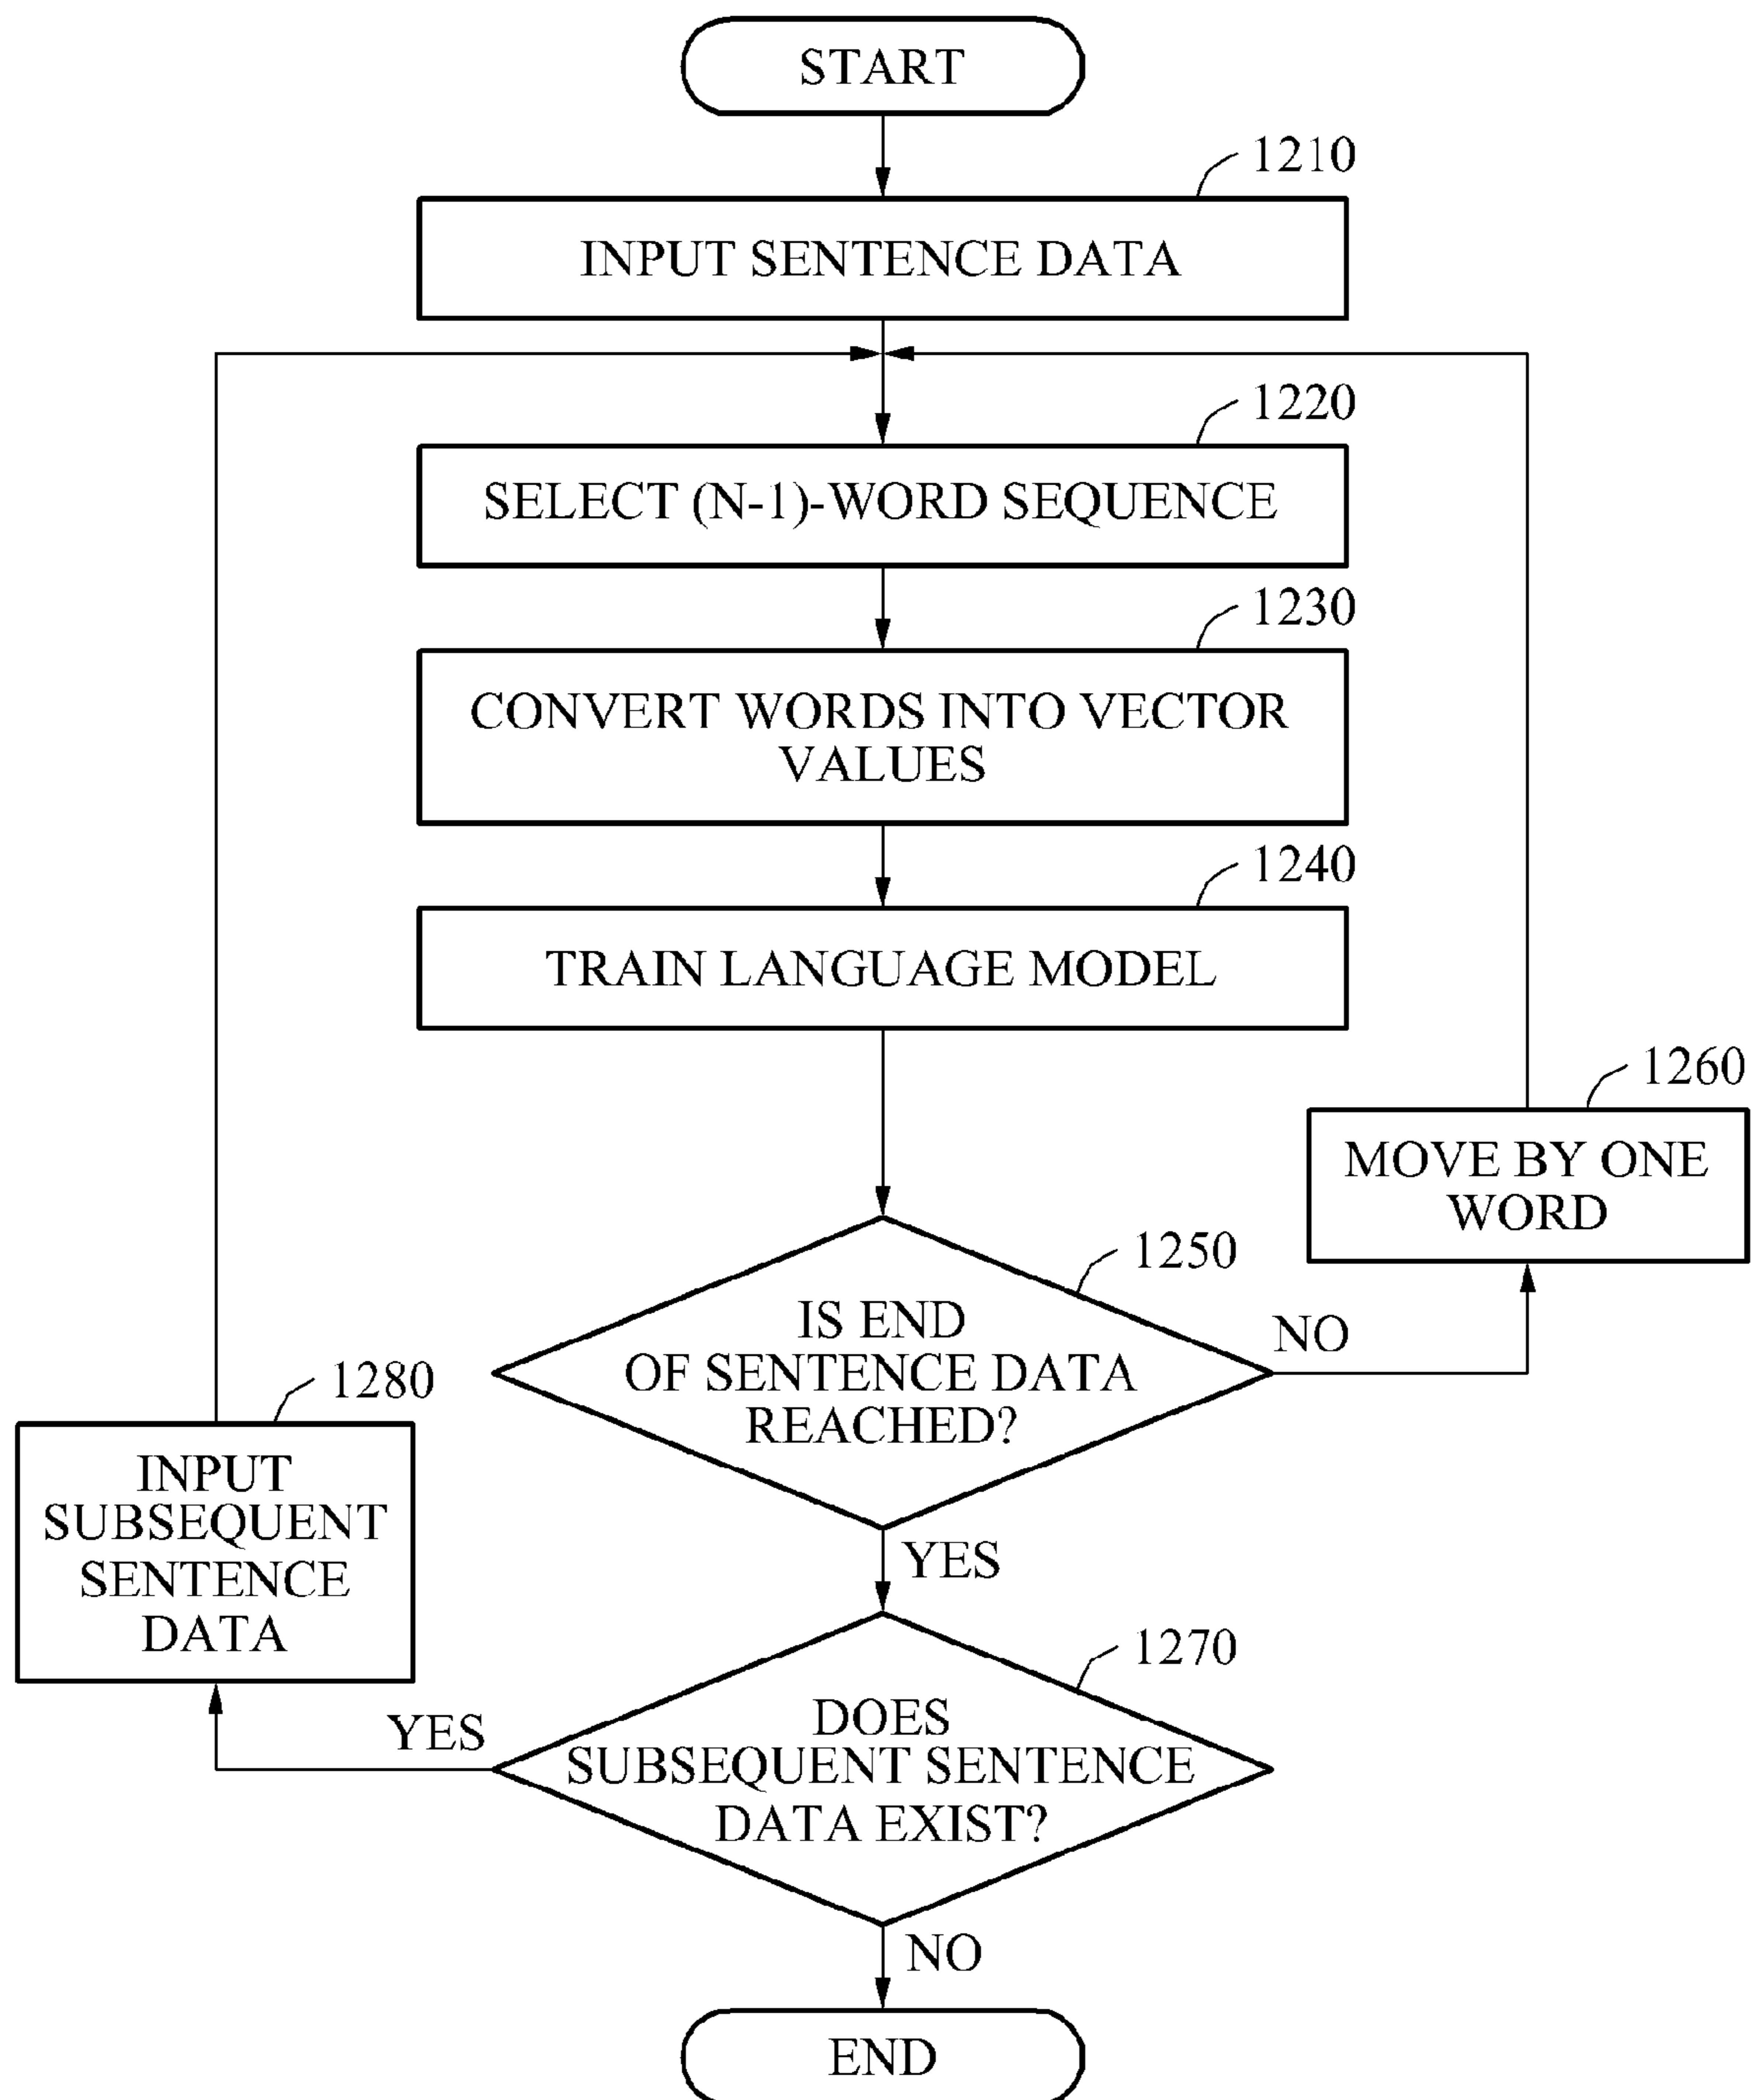 START
1210
INPUT SENTENCE DATA
1220
SELECT (N-1)-WORD SEQUENCE
1230
CONVERT WORDS INTO VECTOR
VALUES
1240
TRAIN LANGUAGE MODEL
1260
MOVE BY ONE
WORD
1250
IS END
OF SENTENCE DATA
REACHED?
NO
YES
1280
INPUT
SUBSEQUENT
SENTENCE
DATA
1270
DOES
SUBSEQUENT SENTENCE
DATA EXIST?
YES
NO
END